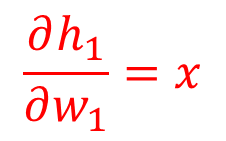 ∂h₁/∂w₁ = x